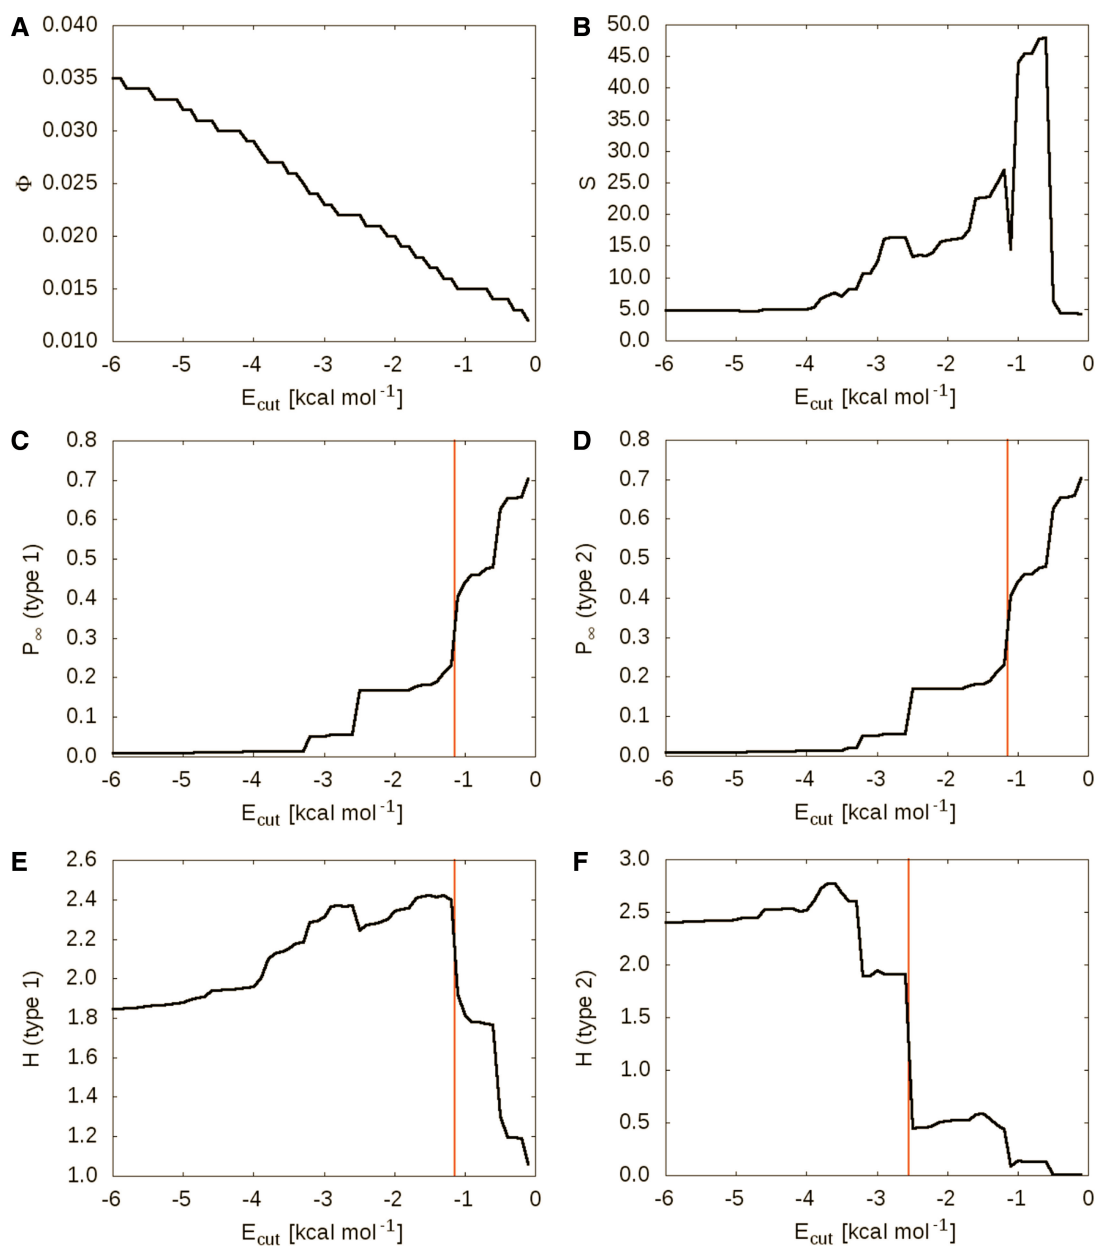 A
0.040
0.035
0.030
0.025
0.020
0.015
0.010
Φ
-6 -5 -4 -3 -2 -1 0
Ecut [kcal mol-1]
B
50.0
45.0
40.0
35.0
30.0
25.0
20.0
15.0
10.0
5.0
0.0
S
-6 -5 -4 -3 -2 -1 0
Ecut [kcal mol-1]
C
0.8
0.7
0.6
0.5
0.4
0.3
0.2
0.1
0.0
P∞ (type 1)
-6 -5 -4 -3 -2 -1 0
Ecut [kcal mol-1]
D
0.8
0.7
0.6
0.5
0.4
0.3
0.2
0.1
0.0
P∞ (type 2)
-6 -5 -4 -3 -2 -1 0
Ecut [kcal mol-1]
E
2.6
2.4
2.2
2.0
1.8
1.6
1.4
1.2
1.0
H (type 1)
-6 -5 -4 -3 -2 -1 0
Ecut [kcal mol-1]
F
3.0
2.5
2.0
1.5
1.0
0.5
0.0
H (type 2)
-6 -5 -4 -3 -2 -1 0
Ecut [kcal mol-1]